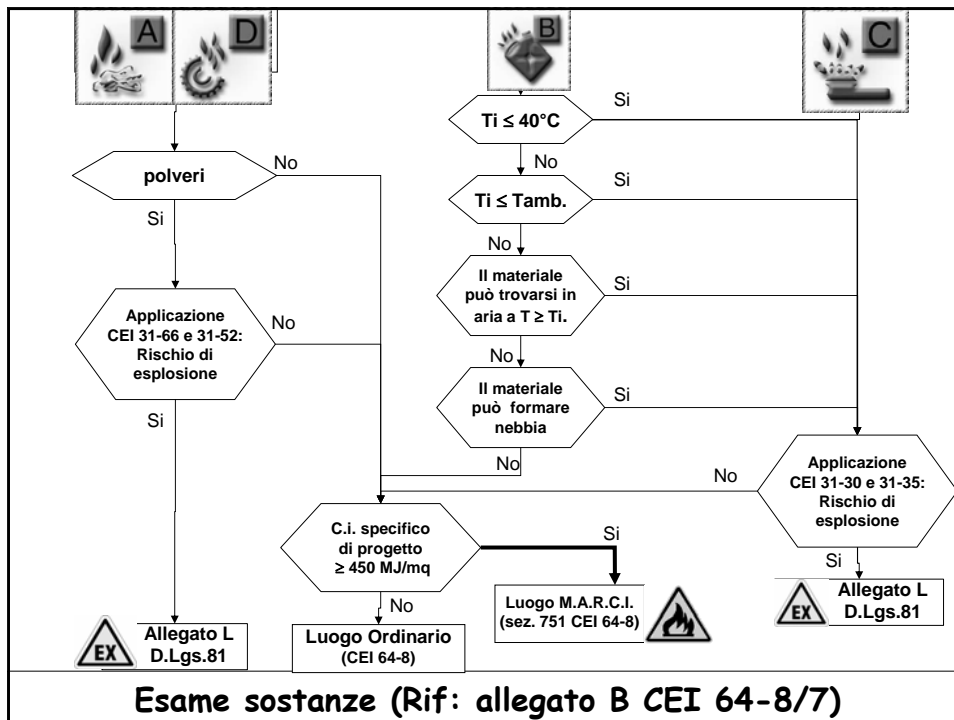 A
D
B
C
Ti ≤ 40°C
Si
No
polveri
No
Si
Ti ≤ Tamb.
Si
No
Il materiale
può trovarsi in
aria a T ≥ Ti.
Si
No
Applicazione
CEI 31-66 e 31-52:
Rischio di
esplosione
No
Si
Il materiale
può formare
nebbia
Si
No
Applicazione
CEI 31-30 e 31-35:
Rischio di
esplosione
No
Si
C.i. specifico
di progetto
≥ 450 MJ/mq
Si
No
EX
Allegato L
D.Lgs.81
Luogo Ordinario
(CEI 64-8)
Luogo M.A.R.C.I.
(sez. 751 CEI 64-8)
EX
Allegato L
D.Lgs.81
Esame sostanze (Rif: allegato B CEI 64-8/7)